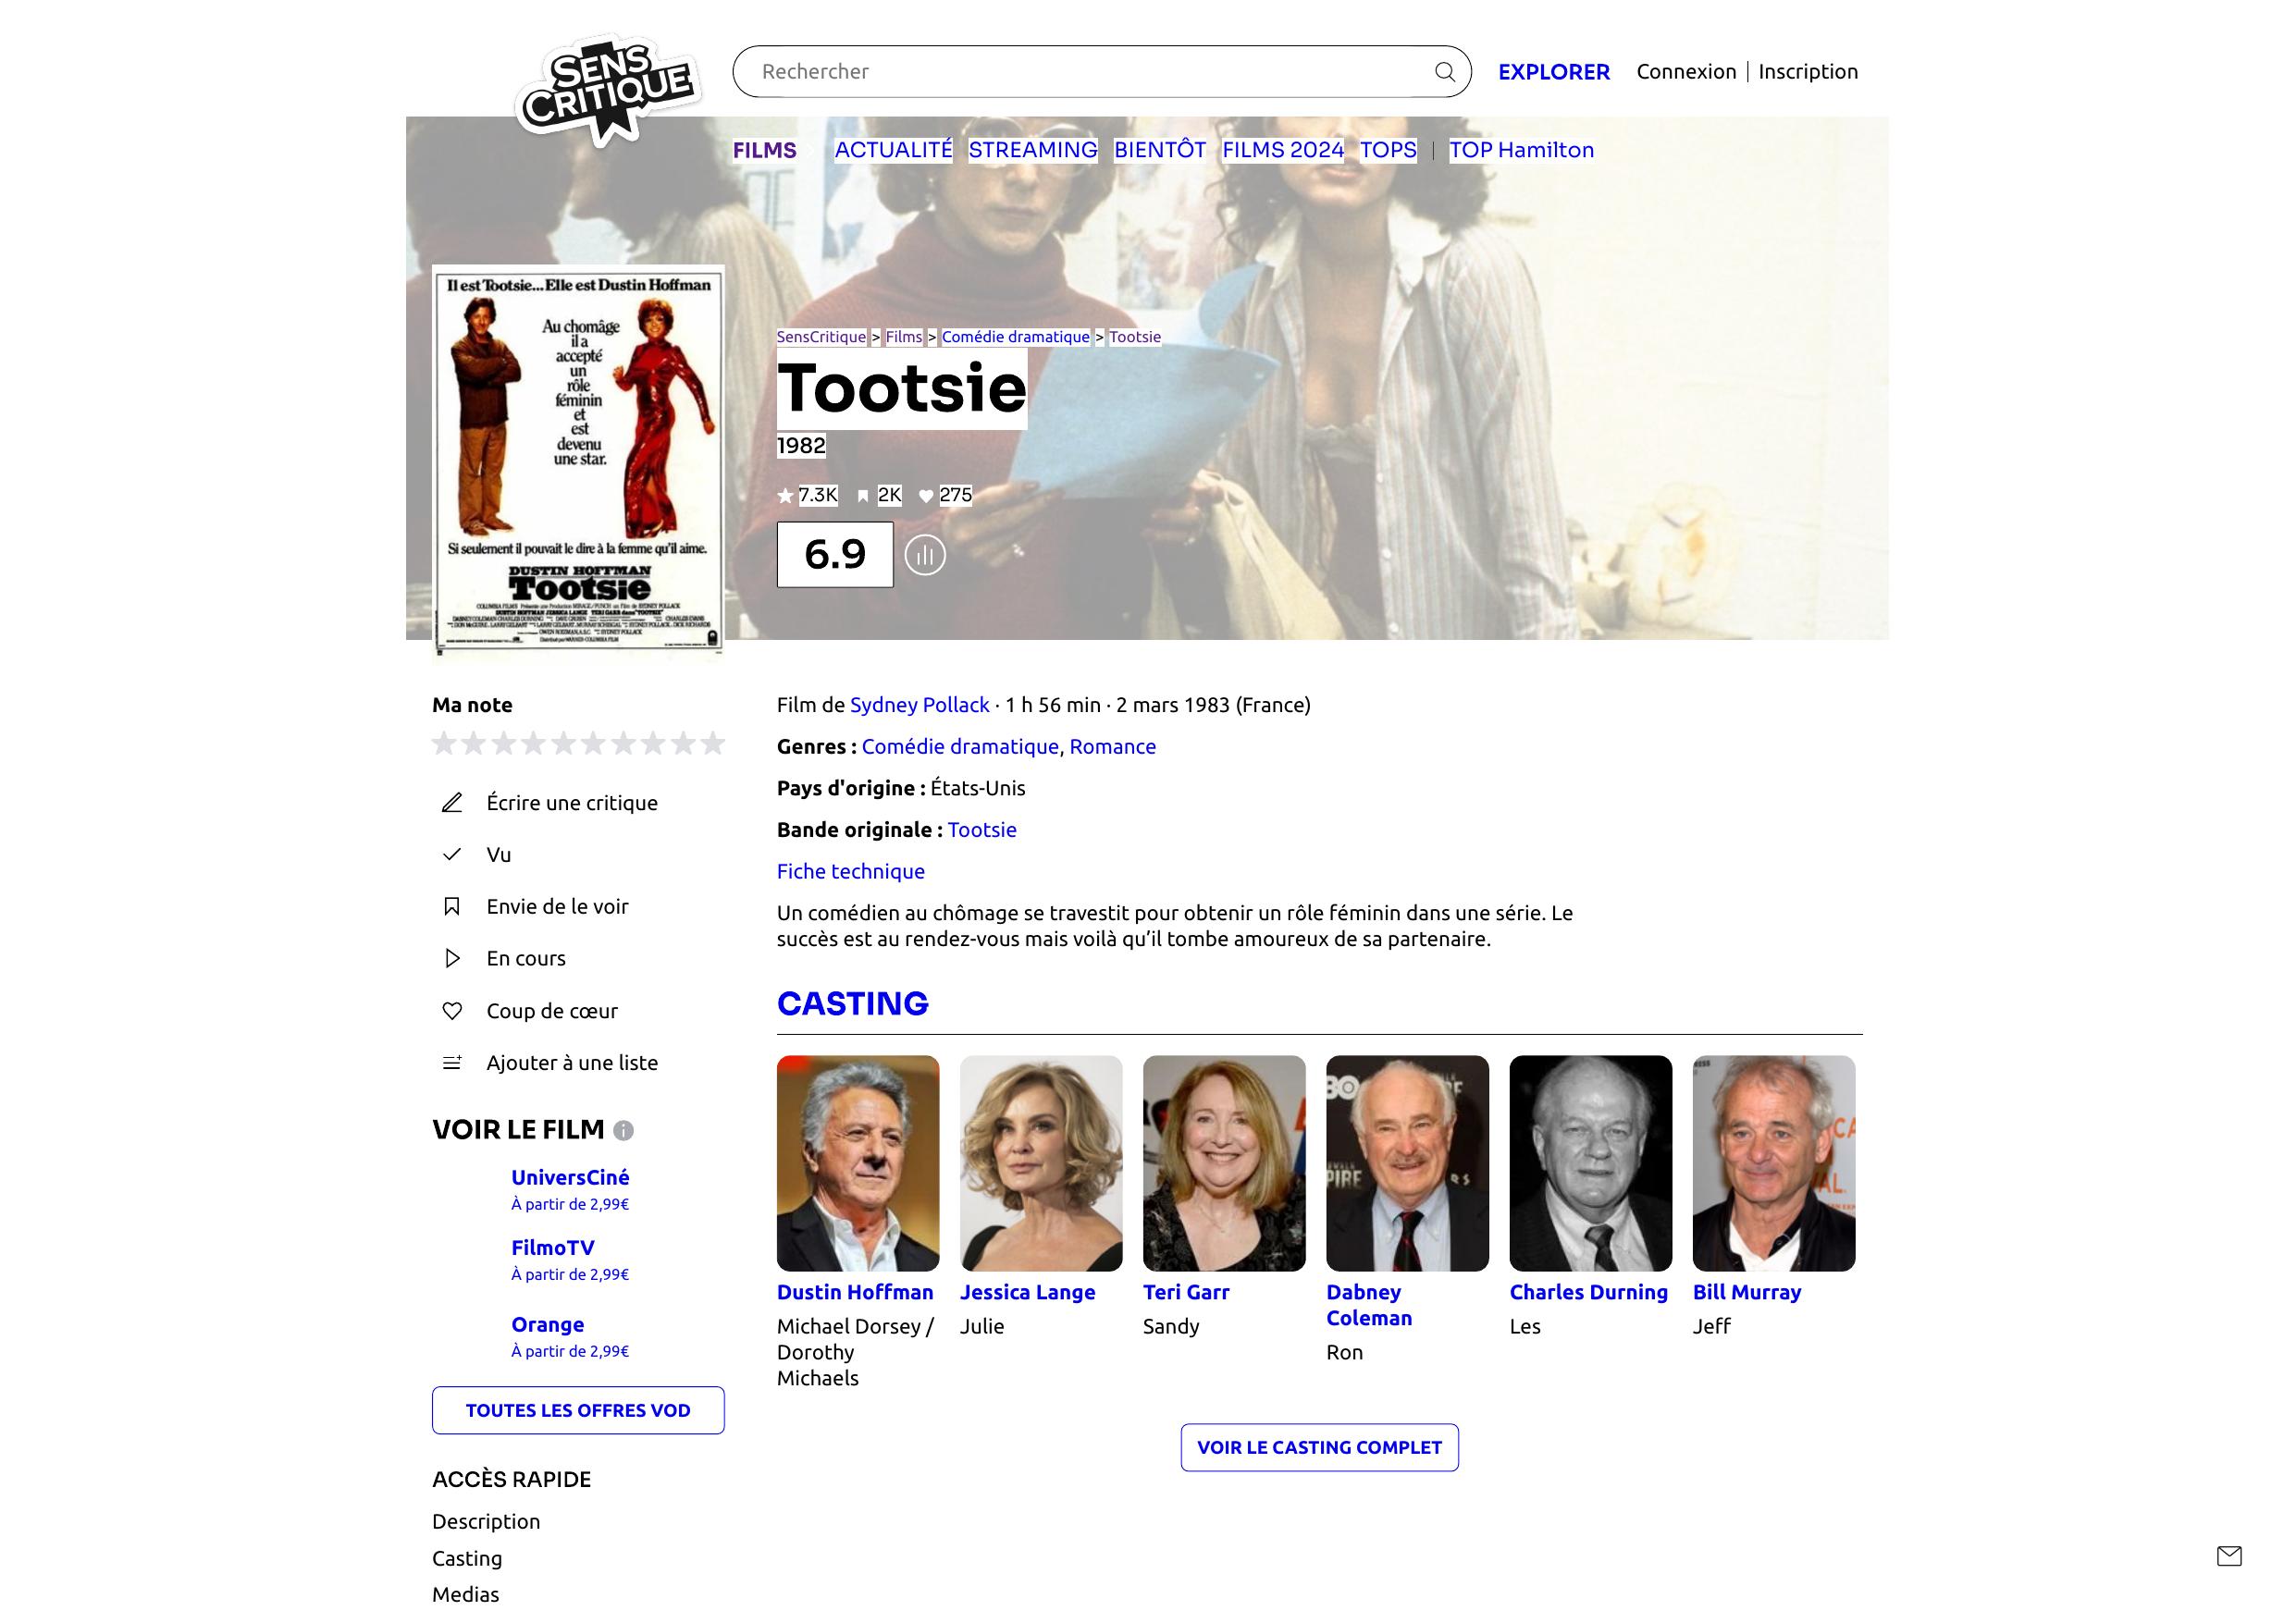 SENS
CRITIQUE
Rechercher
EXPLORER
Connexion | Inscription
FILMS
ACTUALITÉ
STREAMING
BIENTÔT
FILMS 2024
TOPS
|
TOP Hamilton
Il est Tootsie...Elle est Dustin Hoffman
Au chomâge
il a
accepté
un
rôle
féminin
et
est
devenu
une star.
Si seulement il pouvait le dire à la femme qu'il aime.
DUSTIN HOFFMAN
Tootsie
SensCritique > Films > Comédie dramatique > Tootsie
Tootsie
1982
7.3K
2K
275
6.9
Ma note
Écrire une critique
Vu
Envie de le voir
En cours
Coup de cœur
Ajouter à une liste
VOIR LE FILM
UniversCiné
À partir de 2,99€
FilmoTV
À partir de 2,99€
Orange
À partir de 2,99€
TOUTES LES OFFRES VOD
ACCÈS RAPIDE
Description
Casting
Medias
Film de Sydney Pollack · 1 h 56 min · 2 mars 1983 (France)
Genres : Comédie dramatique, Romance
Pays d'origine : États-Unis
Bande originale : Tootsie
Fiche technique
Un comédien au chômage se travestit pour obtenir un rôle féminin dans une série. Le
succès est au rendez-vous mais voilà qu’il tombe amoureux de sa partenaire.
CASTING
Dustin Hoffman
Michael Dorsey /
Dorothy
Michaels
Jessica Lange
Julie
Teri Garr
Sandy
Dabney
Coleman
Ron
Charles Durning
Les
Bill Murray
Jeff
VOIR LE CASTING COMPLET